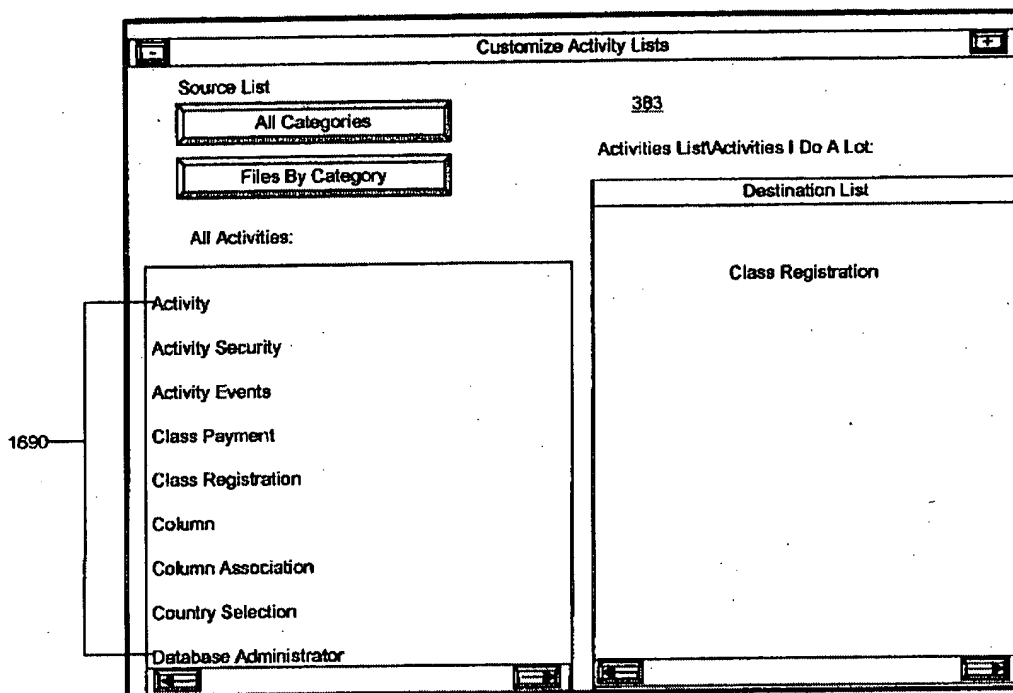 Customize Activity Lists
Source List
All Categories
Files By Category
383
Activities List\Activities I Do A Lot:
Destination List
Class Registration
All Activities:
Activity
Activity Security
Activity Events
Class Payment
Class Registration
Column
Column Association
Country Selection
Database Administrator
1690